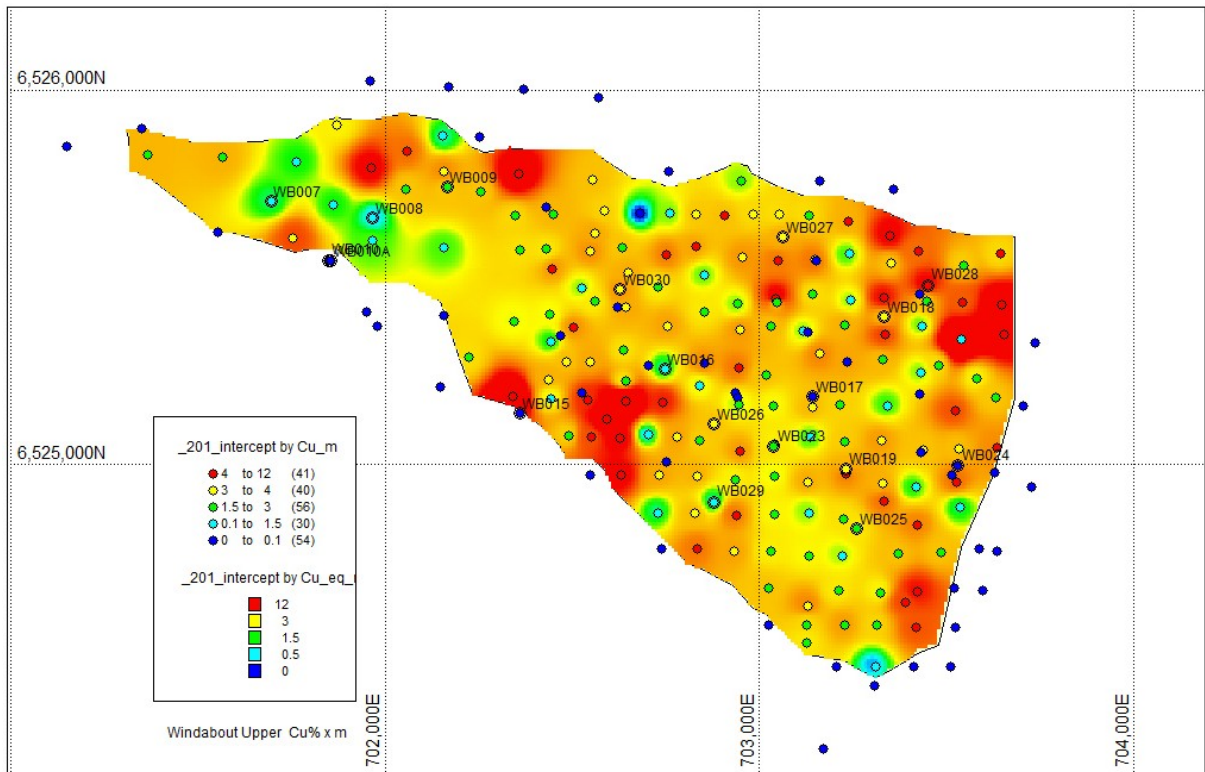 6,526,000N
WB009
WB007
WB008
WB027
WB010A
WB028
WB030
WB018
WB016
WB017
WB015
WB026
WB023
6,525,000N
WB019
WB024
WB029
WB025
_201_intercept by Cu_m
4 to 12 (41)
3 to 4 (40)
1.5 to 3 (56)
0.1 to 1.5 (30)
0 to 0.1 (54)
_201_intercept by Cu_eq_
12
3
1.5
0.5
0
Windabout Upper Cu% x m
702,000E
703,000E
704,000E